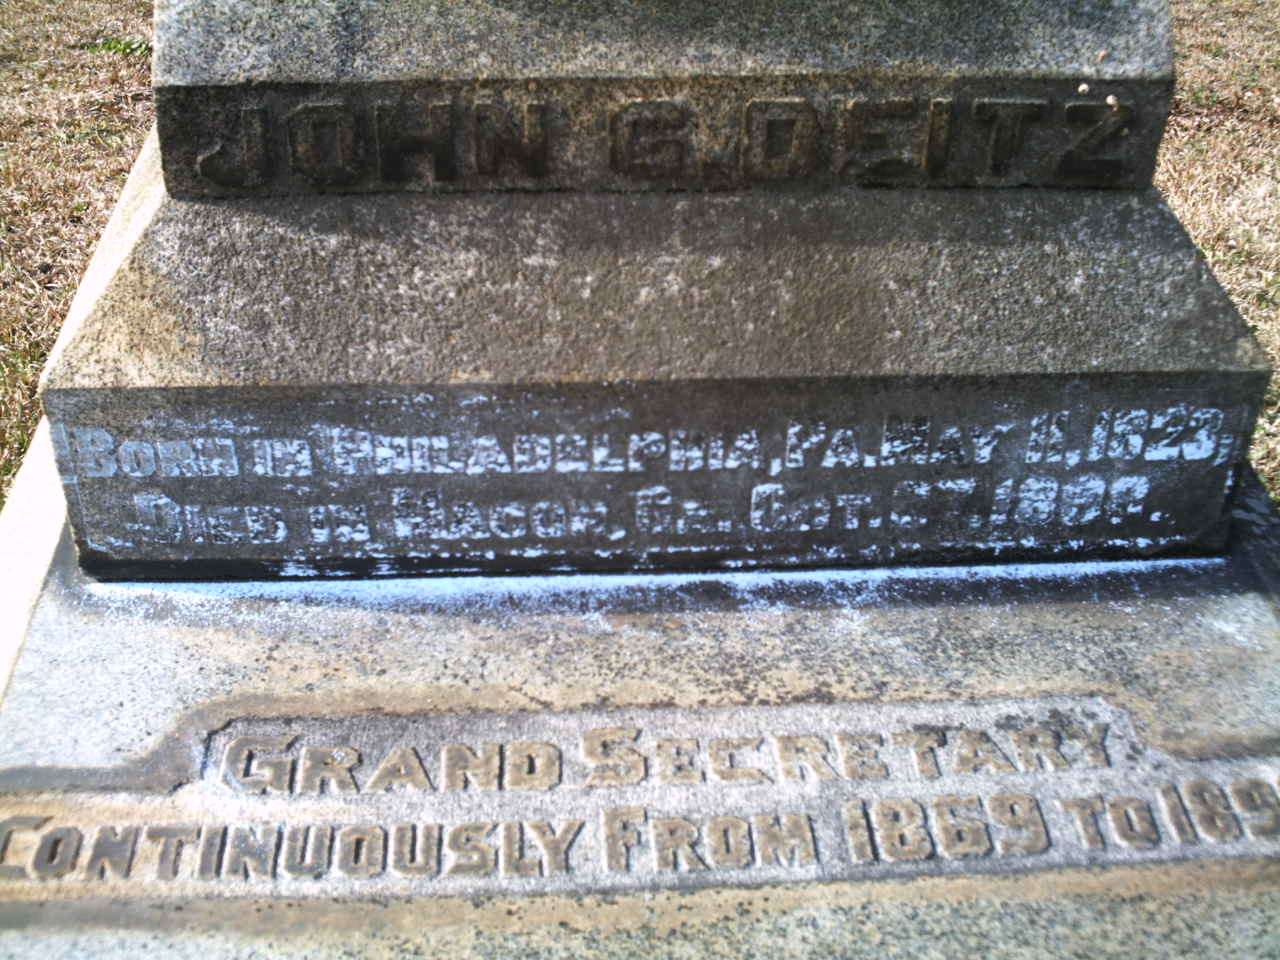 JOHN G. DEITZ
BORN IN PHILADELPHIA, PA. MAY 11, 1823,
DIED IN MACON, GA. OCT.
GRAND SECRETARY
CONTINUOUSLY FROM 1869 TO 189